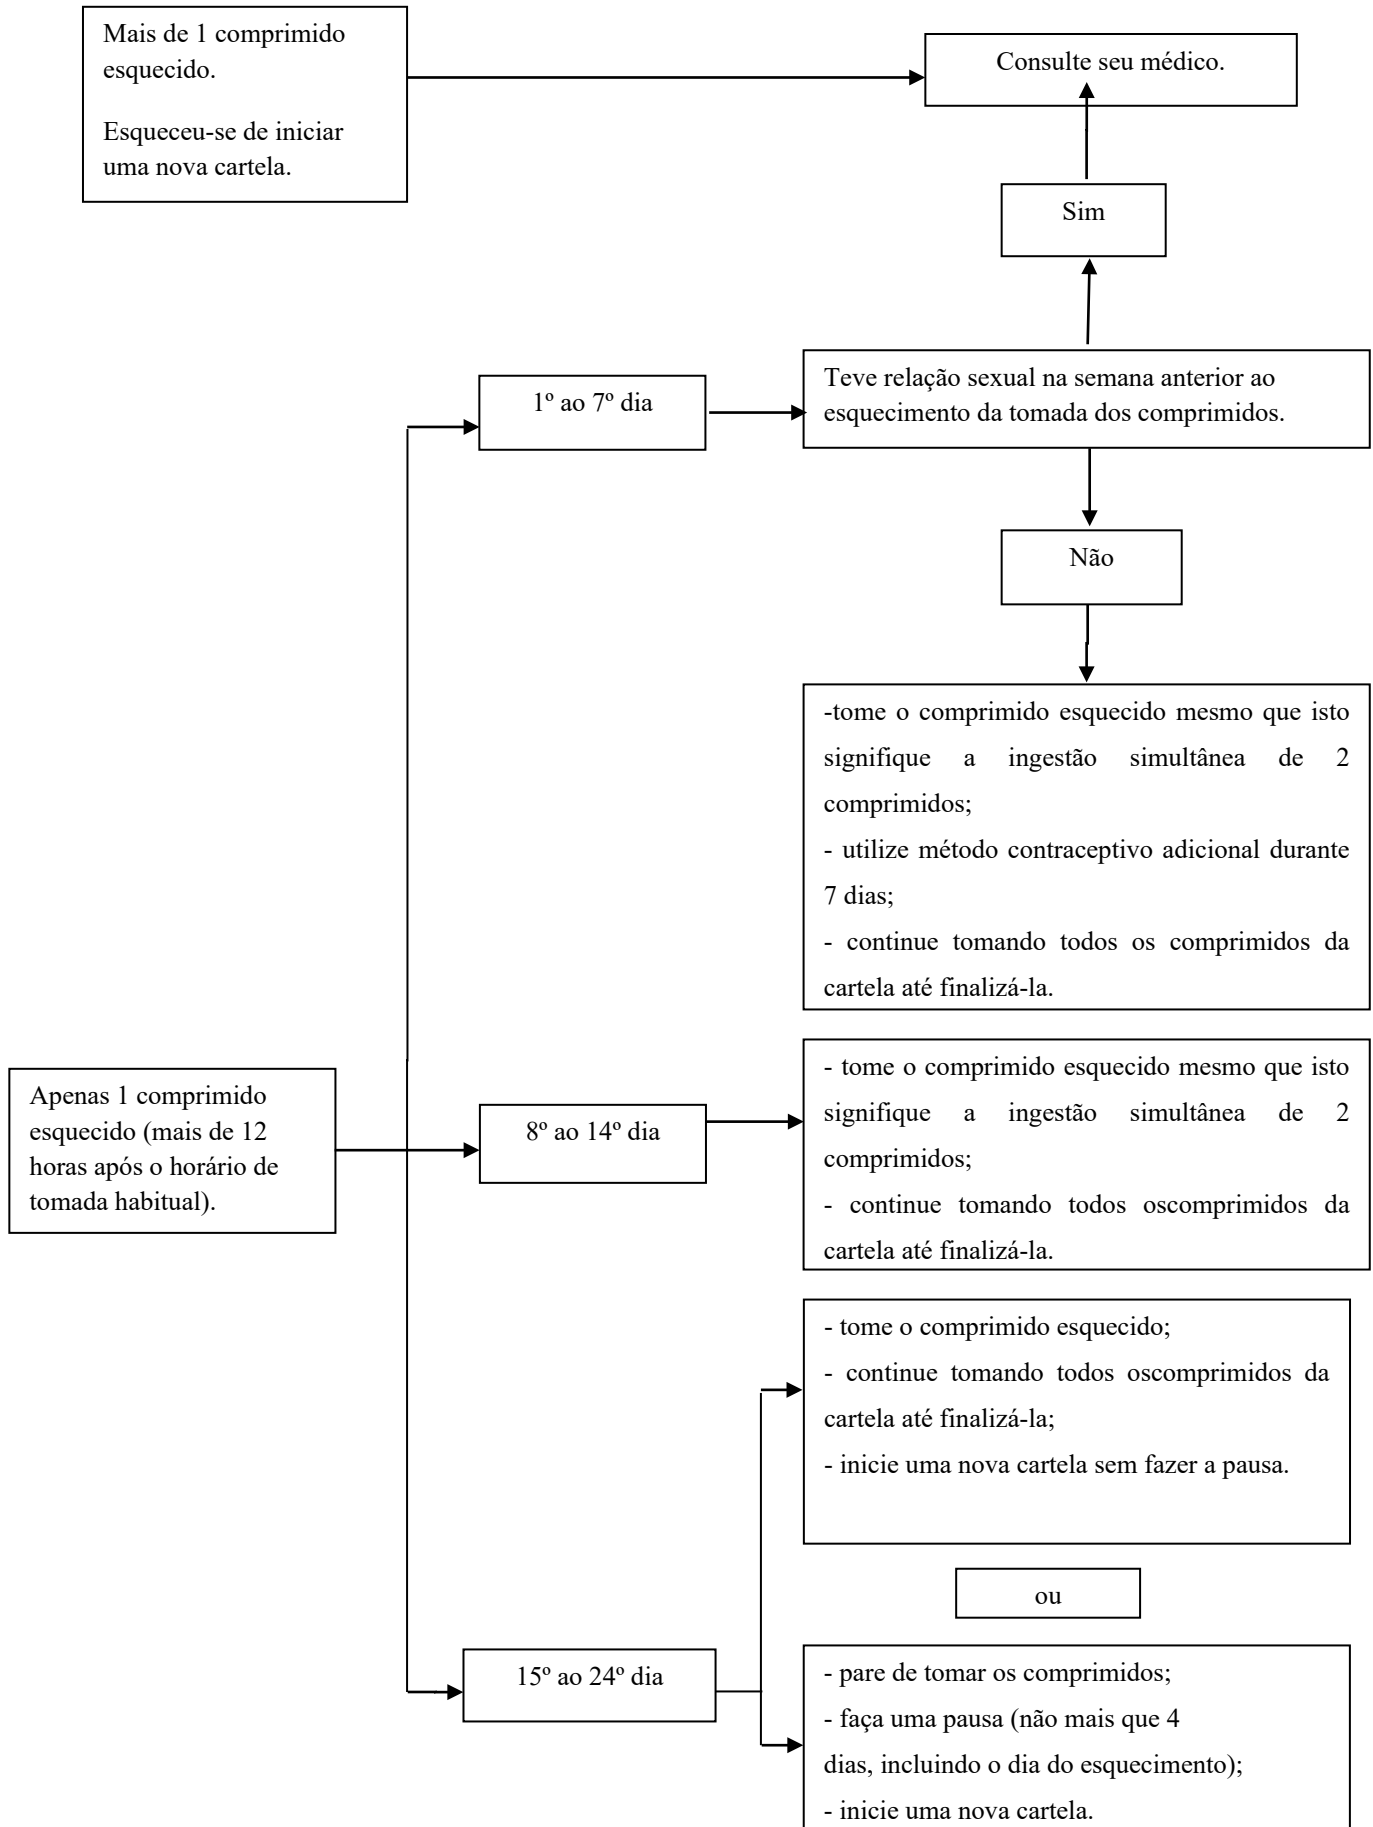 Mais de 1 comprimido
esquecido.
Esqueceu-se de iniciar
uma nova cartela.
Consulte seu médico.
Sim
1º ao 7º dia
Teve relação sexual na semana anterior ao
esquecimento da tomada dos comprimidos.
Não
-tome o comprimido esquecido mesmo que isto
signifique a ingestão simultânea de 2
comprimidos;
- utilize método contraceptivo adicional durante
7 dias;
- continue tomando todos os comprimidos da
cartela até finalizá-la.
Apenas 1 comprimido
esquecido (mais de 12
horas após o horário de
tomada habitual).
8º ao 14º dia
- tome o comprimido esquecido mesmo que isto
signifique a ingestão simultânea de 2
comprimidos;
- continue tomando todos oscomprimidos da
cartela até finalizá-la.
15º ao 24º dia
- tome o comprimido esquecido;
- continue tomando todos oscomprimidos da
cartela até finalizá-la;
- inicie uma nova cartela sem fazer a pausa.
ou
- pare de tomar os comprimidos;
- faça uma pausa (não mais que 4
dias, incluindo o dia do esquecimento);
- inicie uma nova cartela.